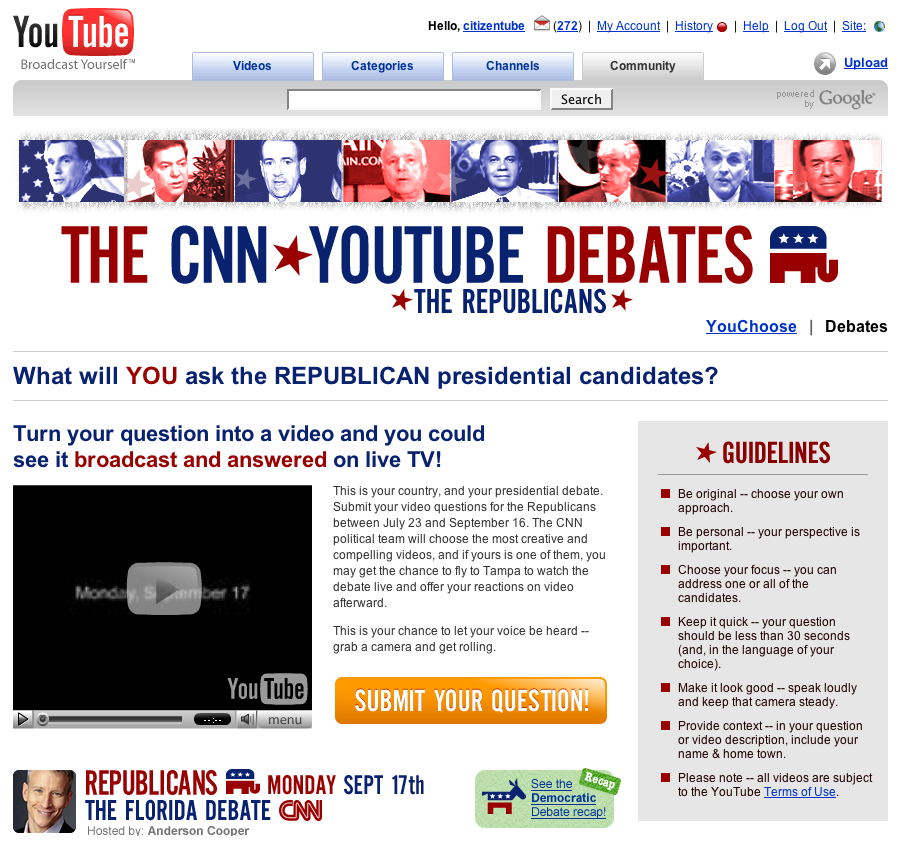 You Tube
Broadcast Yourself™
Hello, citizentube (272) | My Account | History | Help | Log Out | Site:
Videos Categories Channels Community Upload
Search
powered by Google™
AIN.COM
THE CNN★YOUTUBE DEBATES
★THE REPUBLICANS★
YouChoose | Debates
What will YOU ask the REPUBLICAN presidential candidates?
Turn your question into a video and you could
see it broadcast and answered on live TV!
Monday, September 17
YouTube
--:--
menu
This is your country, and your presidential debate.
Submit your video questions for the Republicans
between July 23 and September 16. The CNN
political team will choose the most creative and
compelling videos, and if yours is one of them, you
may get the chance to fly to Tampa to watch the
debate live and offer your reactions on video
afterward.
This is your chance to let your voice be heard --
grab a camera and get rolling.
SUBMIT YOUR QUESTION!
REPUBLICANS MONDAY SEPT 17th
THE FLORIDA DEBATE CNN
Hosted by: Anderson Cooper
See the
Democratic
Debate recap!
Recap
★ GUIDELINES
Be original -- choose your own
approach.
Be personal -- your perspective is
important.
Choose your focus -- you can
address one or all of the
candidates.
Keep it quick -- your question
should be less than 30 seconds
(and, in the language of your
choice).
Make it look good -- speak loudly
and keep that camera steady.
Provide context -- in your question
or video description, include your
name & home town.
Please note -- all videos are subject
to the YouTube Terms of Use.